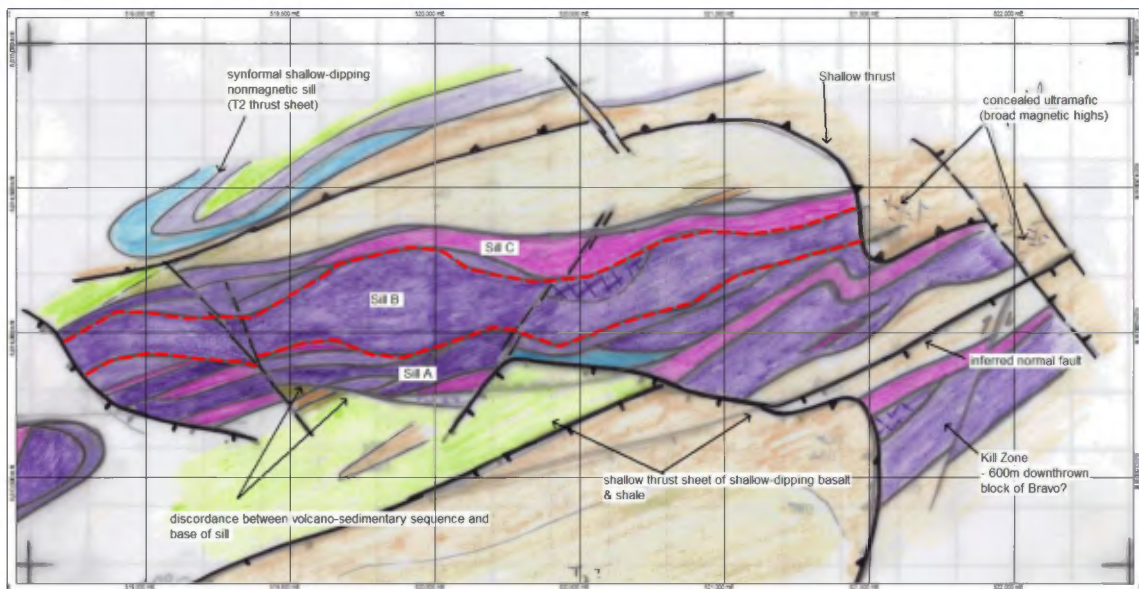 synformal shallow-dipping
nonmagnetic sill
(T2 thrust sheet)
Shallow thrust
concealed ultramafic
(broad magnetic highs)
Sill C
Sill B
Sill A
inferred normal fault
Kill Zone
- 600m downthrown
block of Bravo?
shallow thrust sheet of shallow-dipping basalt
& shale
discordance between volcano-sedimentary sequence and
base of sill